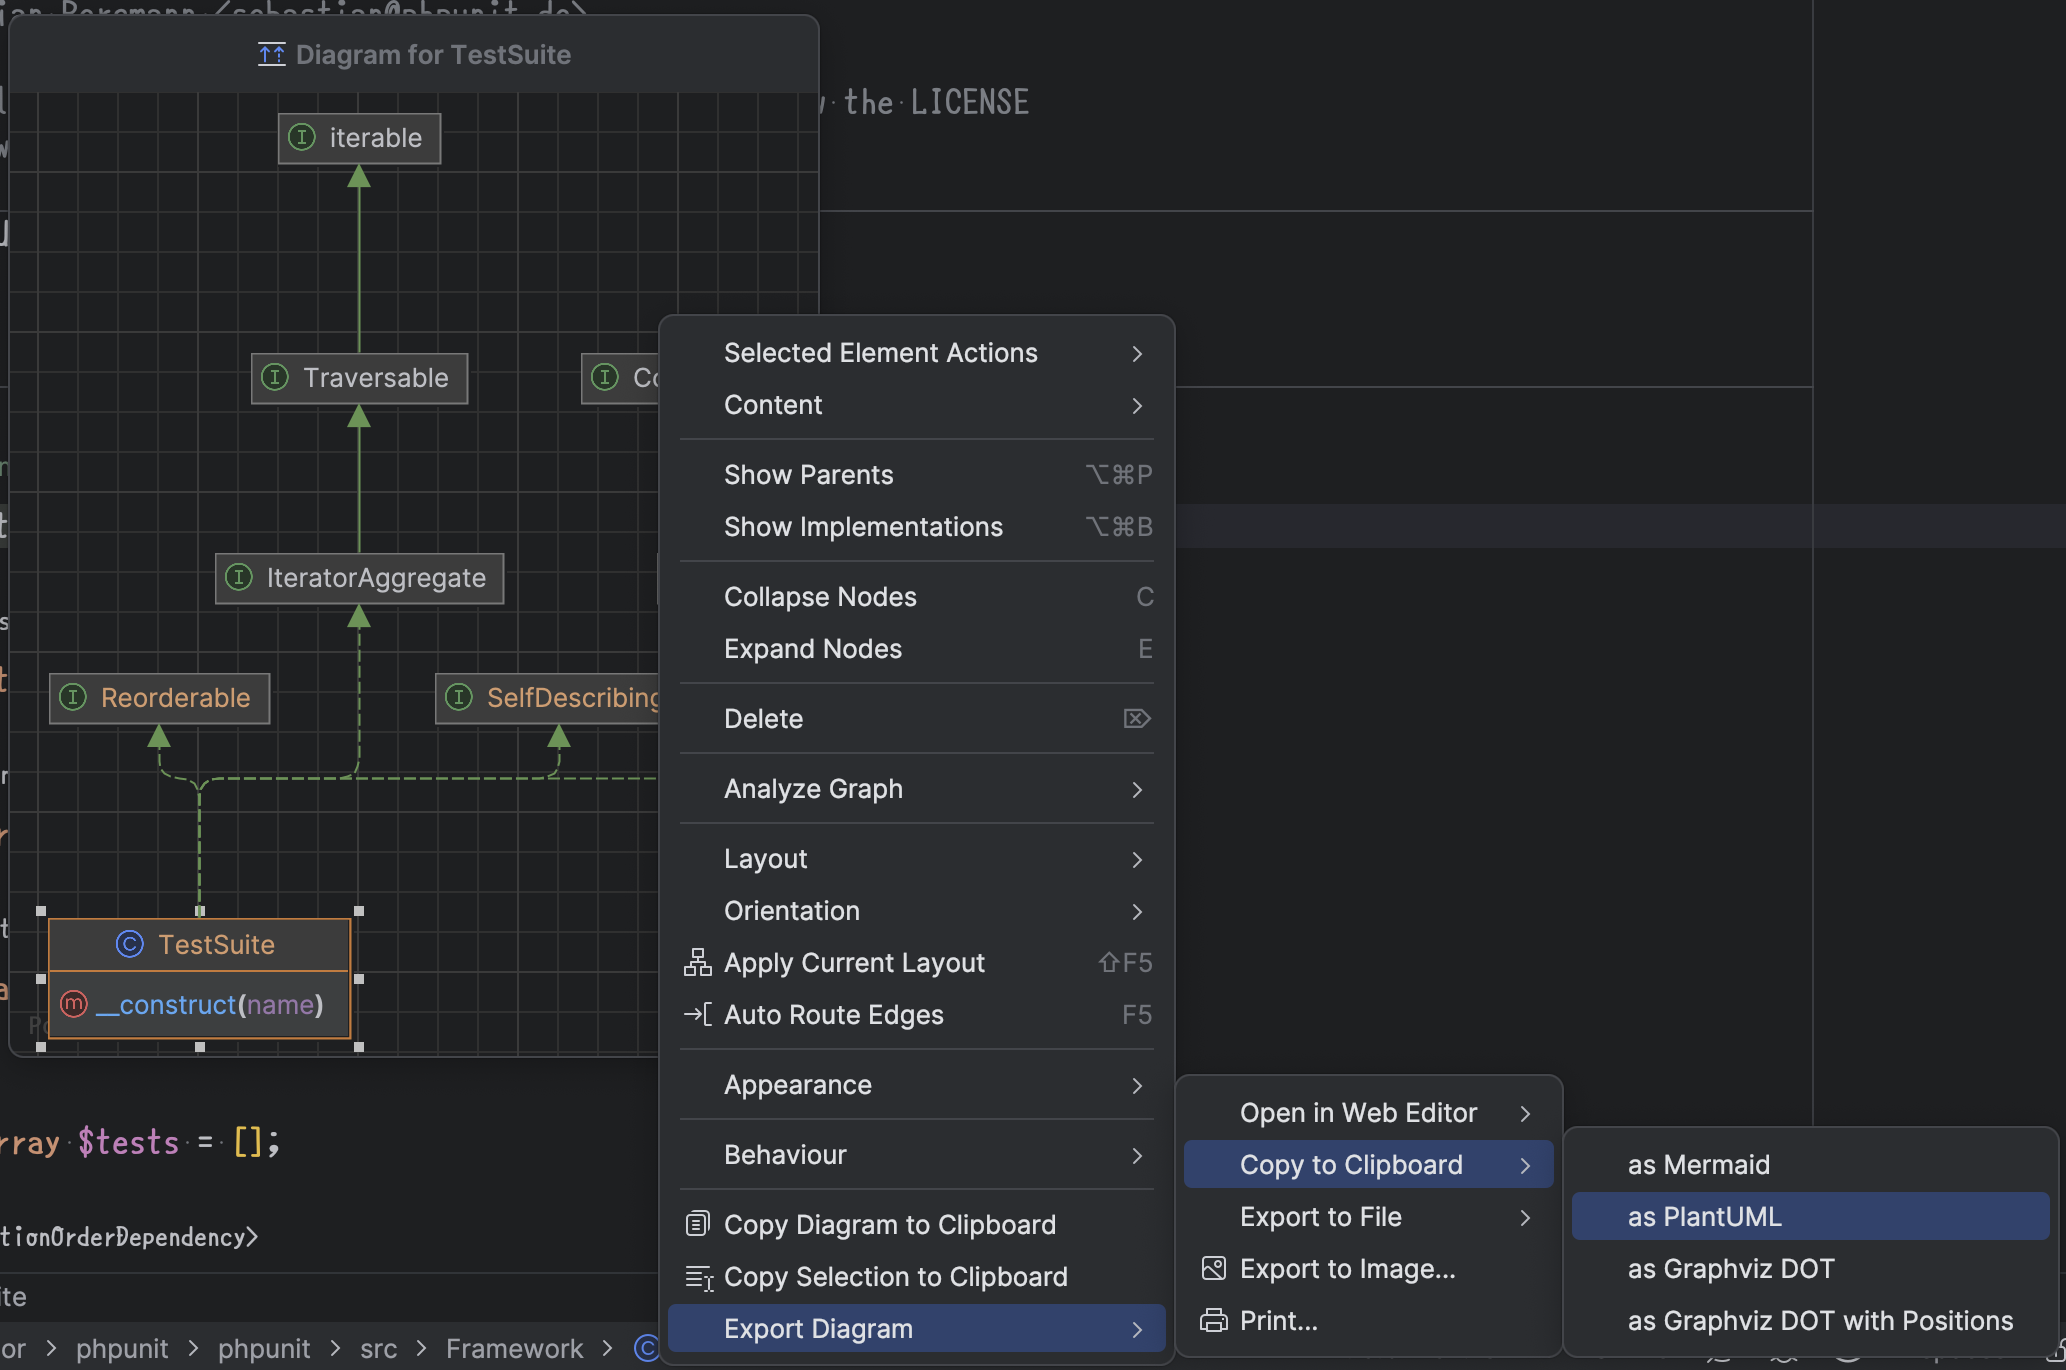 Diagram for TestSuite
the LICENSE
iterable
Traversable
IteratorAggregate
Reorderable
SelfDescribing
TestSuite
__construct(name)
$tests = [];
tionOrderDependency>
Selected Element Actions
Content
Show Parents ⌥⌘P
Show Implementations ⌥⌘B
Collapse Nodes C
Expand Nodes E
Delete ⌦
Analyze Graph
Layout
Orientation
Apply Current Layout ⇧F5
Auto Route Edges F5
Appearance
Behaviour
Copy Diagram to Clipboard
Copy Selection to Clipboard
Export Diagram
Open in Web Editor
Copy to Clipboard
Export to File
Export to Image...
Print...
as Mermaid
as PlantUML
as Graphviz DOT
as Graphviz DOT with Positions
phpunit > phpunit > src > Framework >